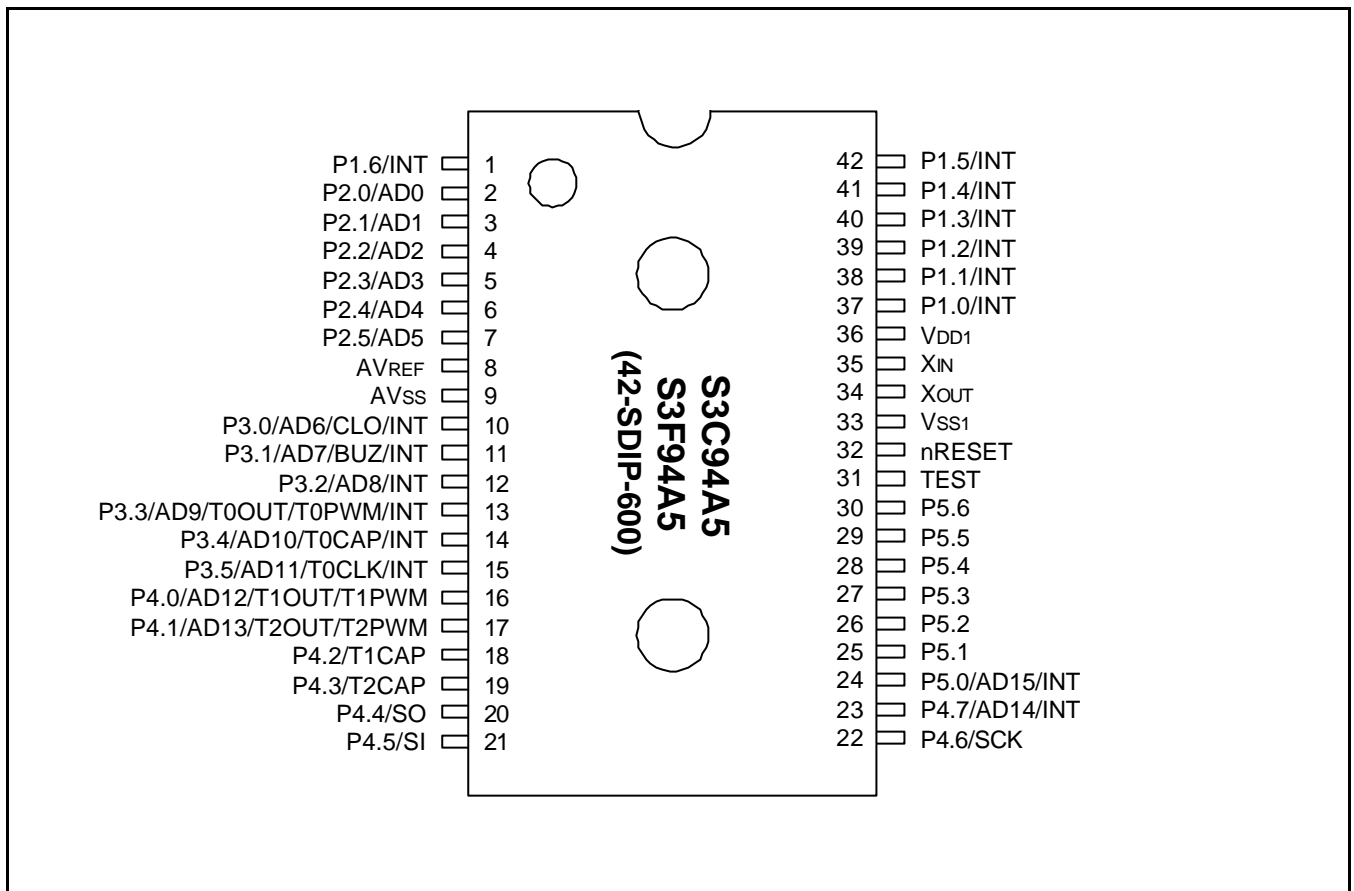 P1.6/INT 1
P2.0/AD0 2
P2.1/AD1 3
P2.2/AD2 4
P2.3/AD3 5
P2.4/AD4 6
P2.5/AD5 7
AVREF 8
AVSS 9
P3.0/AD6/CLO/INT 10
P3.1/AD7/BUZ/INT 11
P3.2/AD8/INT 12
P3.3/AD9/T0OUT/T0PWM/INT 13
P3.4/AD10/T0CAP/INT 14
P3.5/AD11/T0CLK/INT 15
P4.0/AD12/T1OUT/T1PWM 16
P4.1/AD13/T2OUT/T2PWM 17
P4.2/T1CAP 18
P4.3/T2CAP 19
P4.4/SO 20
P4.5/SI 21
S3C94A5
S3F94A5
(42-SDIP-600)
42 P1.5/INT
41 P1.4/INT
40 P1.3/INT
39 P1.2/INT
38 P1.1/INT
37 P1.0/INT
36 VDD1
35 XIN
34 XOUT
33 VSS1
32 nRESET
31 TEST
30 P5.6
29 P5.5
28 P5.4
27 P5.3
26 P5.2
25 P5.1
24 P5.0/AD15/INT
23 P4.7/AD14/INT
22 P4.6/SCK